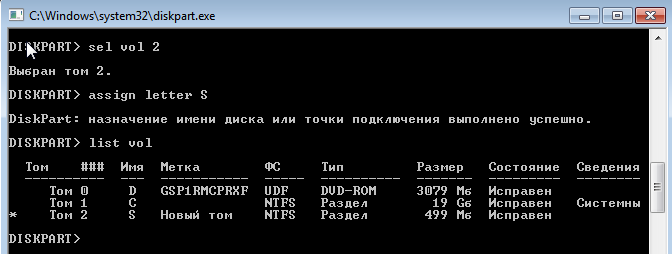 C:\Windows\system32\diskpart.exe
DISKPART> sel vol 2
Выбран том 2.
DISKPART> assign letter S
DiskPart: назначение имени диска или точки подключения выполнено успешно.
DISKPART> list vol
Том ### Имя Метка ФС Тип Размер Состояние Сведения
---------- --- ----------- ----- ---------- ------- --------- --------
Том 0 D GSP1RMCPRXF UDF DVD-ROM 3079 Мб Исправен
Том 1 C NTFS Раздел 19 Gб Исправен Системны
* Том 2 S Новый том NTFS Раздел 499 Мб Исправен
DISKPART>